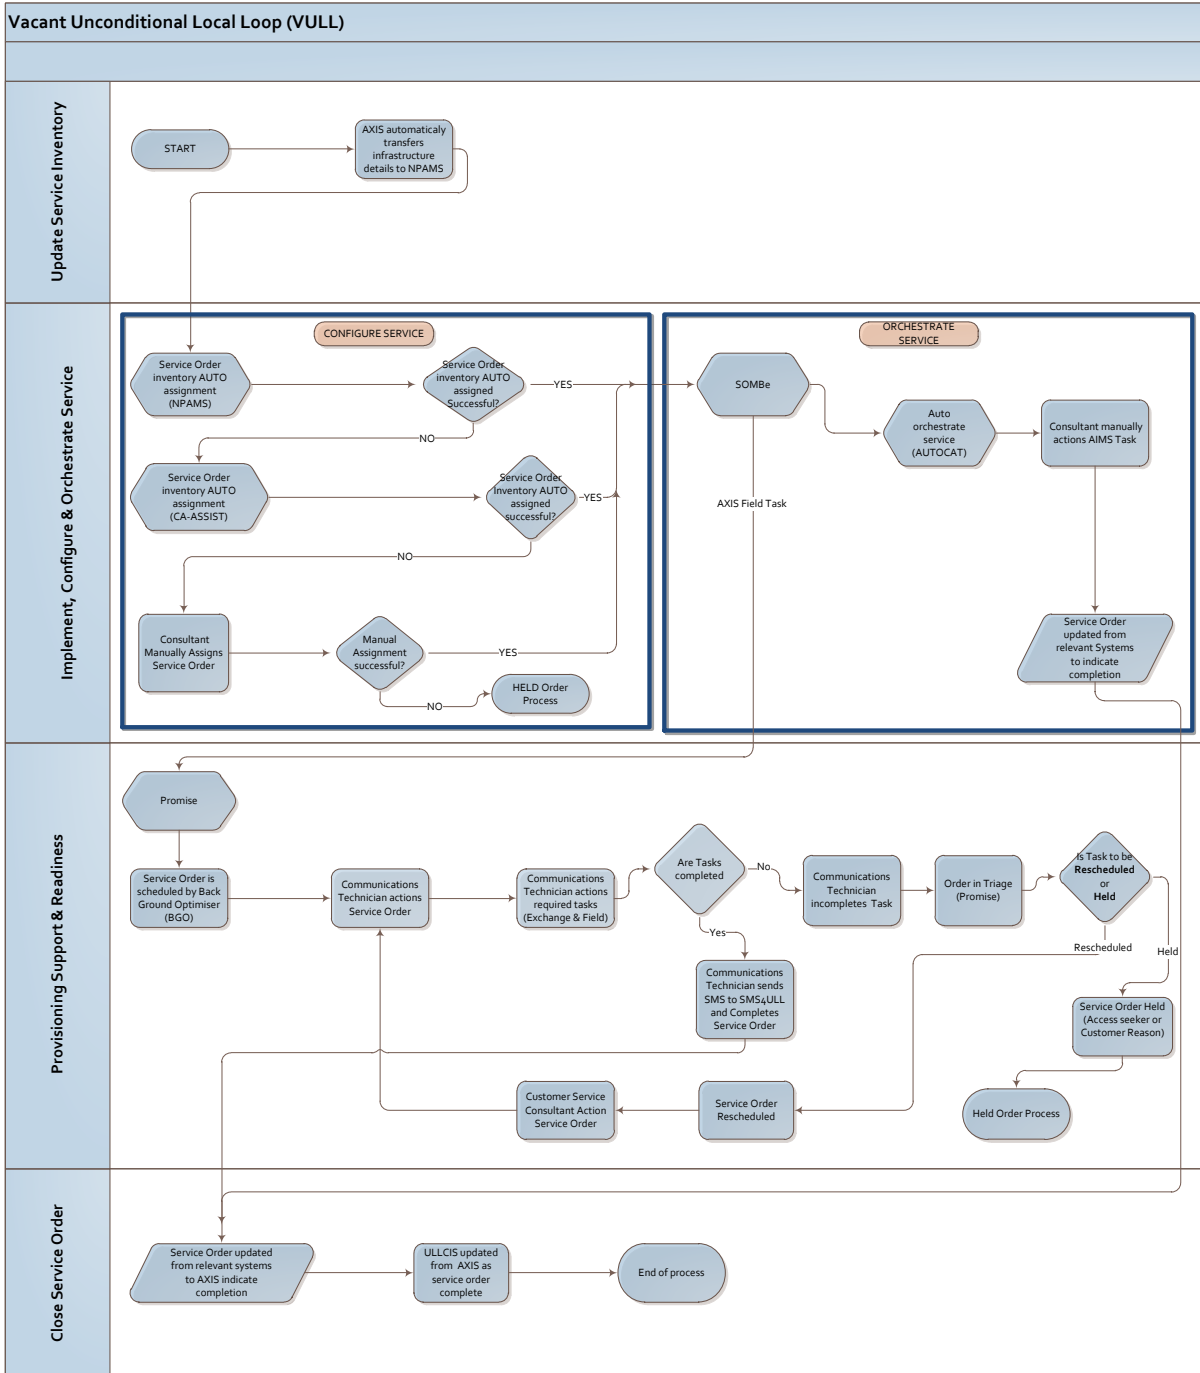 Vacant Unconditional Local Loop (VULL)
Update Service Inventory
START
AXIS automaticaly
transfers
infrastructure
details to NPAMS
Implement, Configure & Orchestrate Service
CONFIGURE SERVICE
Service Order
inventory AUTO
assignment
(NPAMS)
Service Order
inventory AUTO
assigned
Successful?
YES
NO
Service Order
inventory AUTO
assignment
(CA-ASSIST)
Service Order
Inventory AUTO
assigned
successful?
YES
NO
Consultant
Manually Assigns
Service Order
Manual
Assignment
successful?
YES
NO
HELD Order
Process
ORCHESTRATE
SERVICE
SOMBe
Auto
orchestrate
service
(AUTOCAT)
Consultant manually
actions AIMS Task
AXIS Field Task
Service Order
updated from
relevant Systems
to indicate
completion
Provisioning Support & Readiness
Promise
Service Order is
scheduled by Back
Ground Optimiser
(BGO)
Communications
Technician actions
Service Order
Communications
Technician actions
required tasks
(Exchange & Field)
Are Tasks
completed
No
Yes
Communications
Technician
incompletes Task
Order in Triage
(Promise)
Is Task to be
Rescheduled
or
Held
Rescheduled
Held
Communications
Technician sends
SMS to SMS4ULL
and Completes
Service Order
Service Order Held
(Access seeker or
Customer Reason)
Customer Service
Consultant Action
Service Order
Service Order
Rescheduled
Held Order Process
Close Service Order
Service Order updated
from relevant systems
to AXIS indicate
completion
ULLCIS updated
from AXIS as
service order
complete
End of process